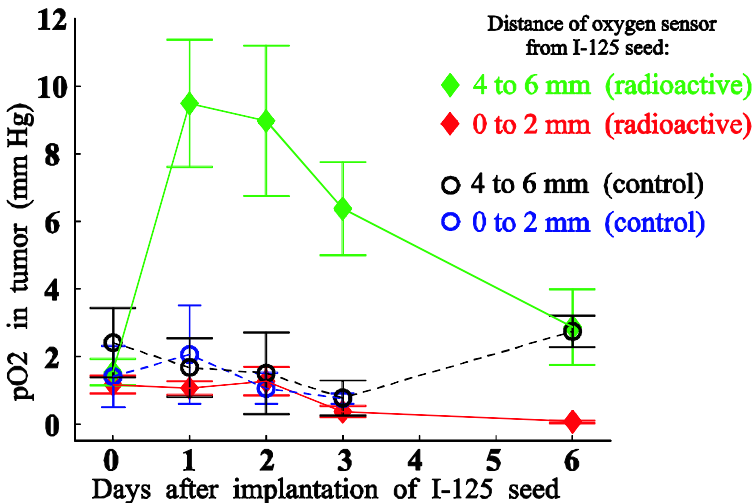 12
10
8
6
4
2
0
pO2 in tumor (mm Hg)
Distance of oxygen sensor
from I-125 seed:
4 to 6 mm (radioactive)
0 to 2 mm (radioactive)
4 to 6 mm (control)
0 to 2 mm (control)
0 1 2 3 4 5 6
Days after implantation of I-125 seed